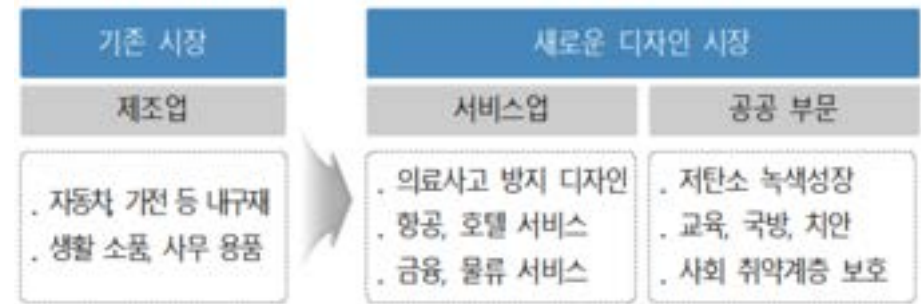 기존 시장
새로운 디자인 시장
제조업
서비스업
공공 부문
. 자동차, 가전 등 내구재
. 생활 소품, 사무 용품
. 의료사고 방지 디자인
. 항공, 호텔 서비스
. 금융, 물류 서비스
. 저탄소 녹색성장
. 교육, 국방, 치안
. 사회 취약계층 보호